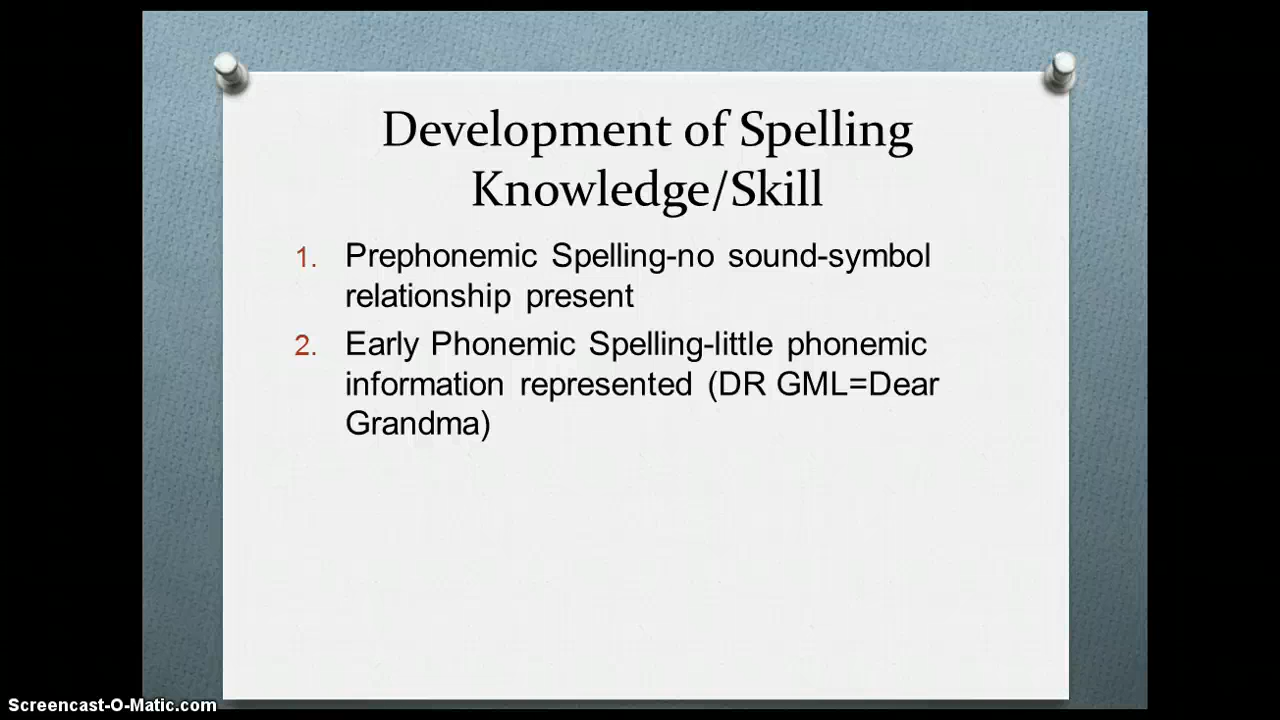 Development of Spelling
Knowledge/Skill
1. Prephonemic Spelling-no sound-symbol
relationship present
2. Early Phonemic Spelling-little phonemic
information represented (DR GML=Dear
Grandma)
Screencast-O-Matic.com